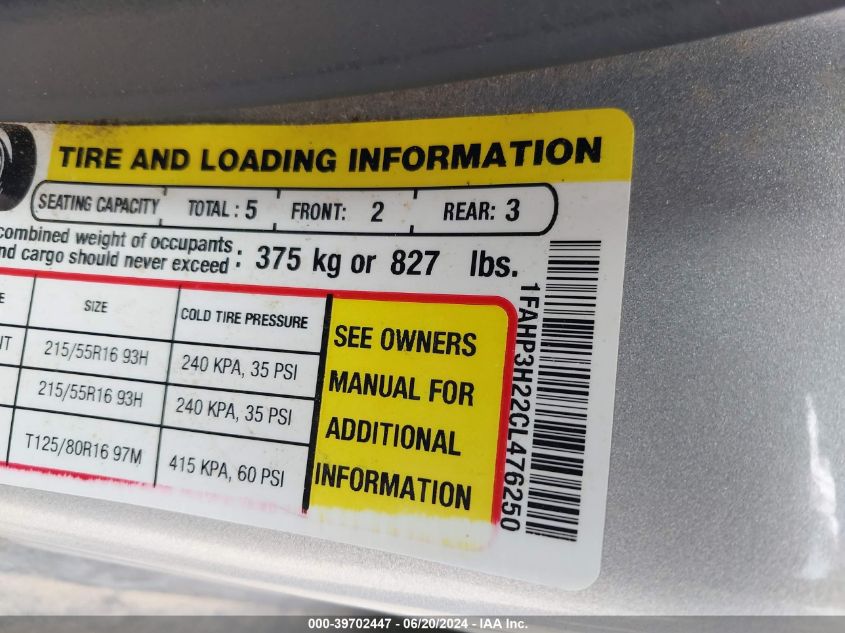 TIRE AND LOADING INFORMATION
SEATING CAPACITY TOTAL : 5 FRONT: 2 REAR: 3
combined weight of occupants
and cargo should never exceed : 375 kg or 827 lbs.
SIZE COLD TIRE PRESSURE
215/55R16 93H 240 KPA, 35 PSI
215/55R16 93H 240 KPA, 35 PSI
T125/80R16 97M 415 KPA, 60 PSI
SEE OWNERS
MANUAL FOR
ADDITIONAL
INFORMATION
1FAHP3H22CL476250
000-39702447 - 06/20/2024 - IAA Inc.